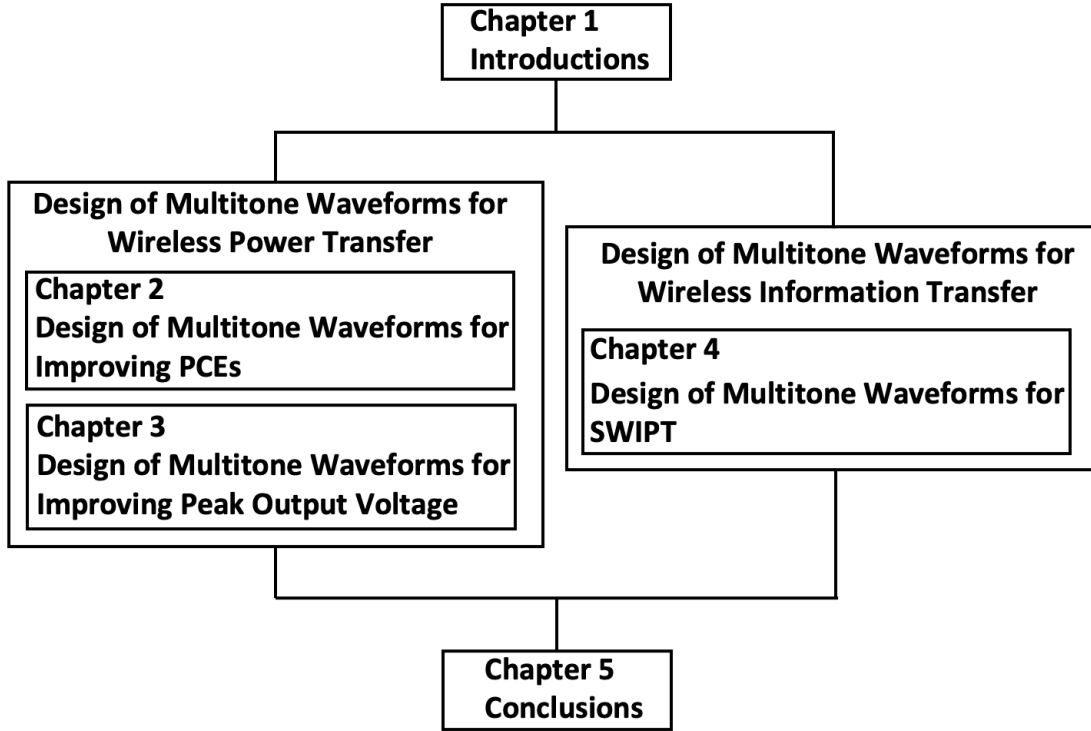 Chapter 1
Introductions
Design of Multitone Waveforms for
Wireless Power Transfer
Chapter 2
Design of Multitone Waveforms for
Improving PCEs
Chapter 3
Design of Multitone Waveforms for
Improving Peak Output Voltage
Design of Multitone Waveforms for
Wireless Information Transfer
Chapter 4
Design of Multitone Waveforms for
SWIPT
Chapter 5
Conclusions